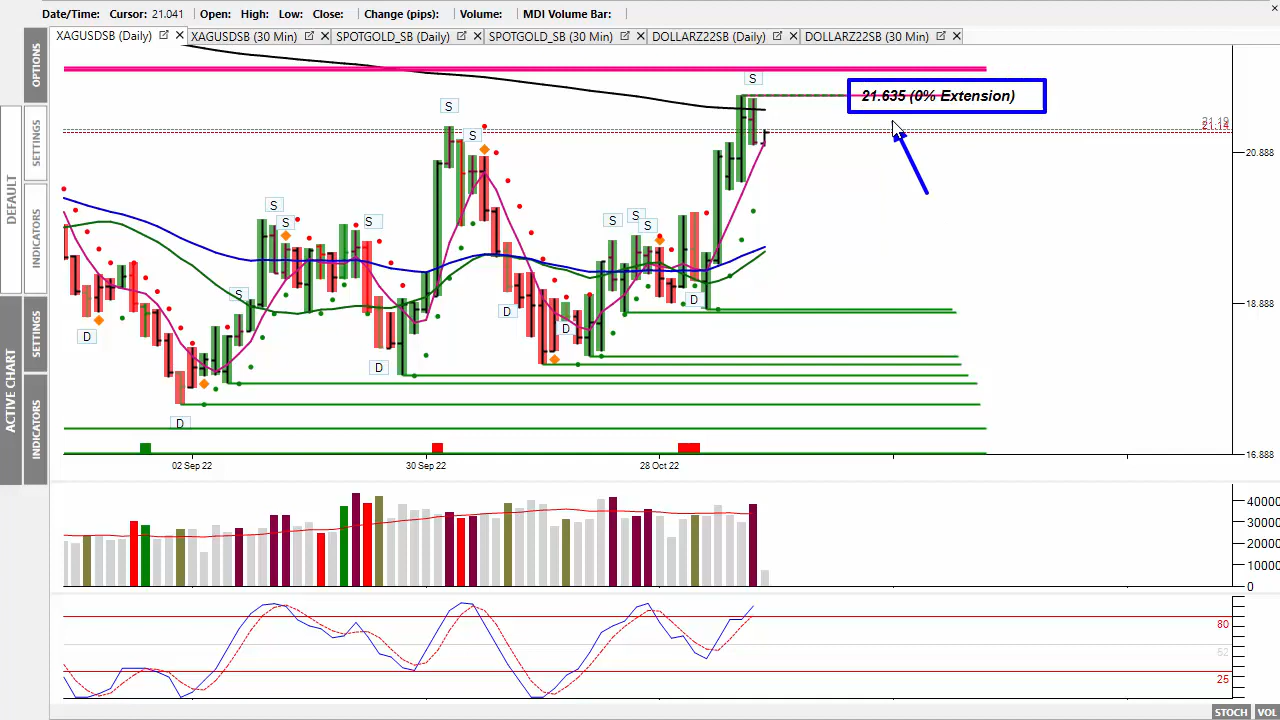 Date/Time: Cursor: 21.041 Open: High: Low: Close: Change (pips): Volume: MDI Volume Bar:
XAGUSDSB (Daily) XAGUSDSB (30 Min) SPOTGOLD_SB (Daily) SPOTGOLD_SB (30 Min) DOLLARZ22SB (Daily) DOLLARZ22SB (30 Min)
OPTIONS
SETTINGS
DEFAULT
INDICATORS
SETTINGS
ACTIVE CHART
INDICATORS
S
21.635 (0% Extension)
S
S
21.14
20.888
S
S
S
S
S
S
S
D
18.888
D
D
D
D
D
16.888
02 Sep 22
30 Sep 22
28 Oct 22
40000
30000
20000
10000
0
80
52
25
STOCH
VOL